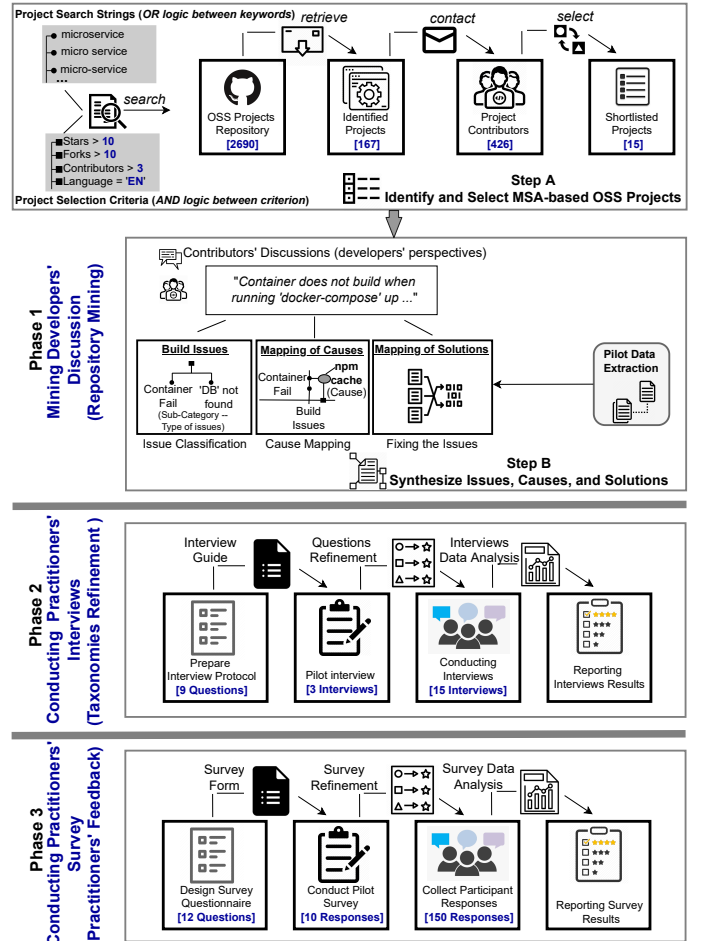 Project Search Strings (OR logic between keywords)
microservice
micro service
micro-service
...
search
Stars > 10
Forks > 10
Contributors > 3
Language = 'EN'
Project Selection Criteria (AND logic between criterion)
retrieve
contact
select
OSS Projects
Repository
[2690]
Identified
Projects
[167]
Project
Contributors
[426]
Shortlisted
Projects
[15]
Step A
Identify and Select MSA-based OSS Projects
Phase 1
Mining Developers'
Discussion
(Repository Mining)
Contributors' Discussions (developers' perspectives)
"Container does not build when
running 'docker-compose' up ..."
Build Issues
Container
Fail
'DB' not
found
(Sub-Category --
Type of issues)
Issue Classification
Mapping of Causes
Container
Fail
npm
cache
(Cause)
Build
Issues
Cause Mapping
Mapping of Solutions
Fixing the Issues
Pilot Data
Extraction
Step B
Synthesize Issues, Causes, and Solutions
Phase 2
Conducting Practitioners'
Interviews
(Taxonomies Refinement )
Interview
Guide
Questions
Refinement
Interviews
Data Analysis
Prepare
Interview Protocol
[9 Questions]
Pilot interview
[3 Interviews]
Conducting
Interviews
[15 Interviews]
Reporting
Interviews Results
Phase 3
Conducting Practitioners'
Survey
Practitioners' Feedback)
Survey
Form
Survey
Refinement
Survey Data
Analysis
Design Survey
Questionnaire
[12 Questions]
Conduct Pilot
Survey
[10 Responses]
Collect Participant
Responses
[150 Responses]
Reporting Survey
Results